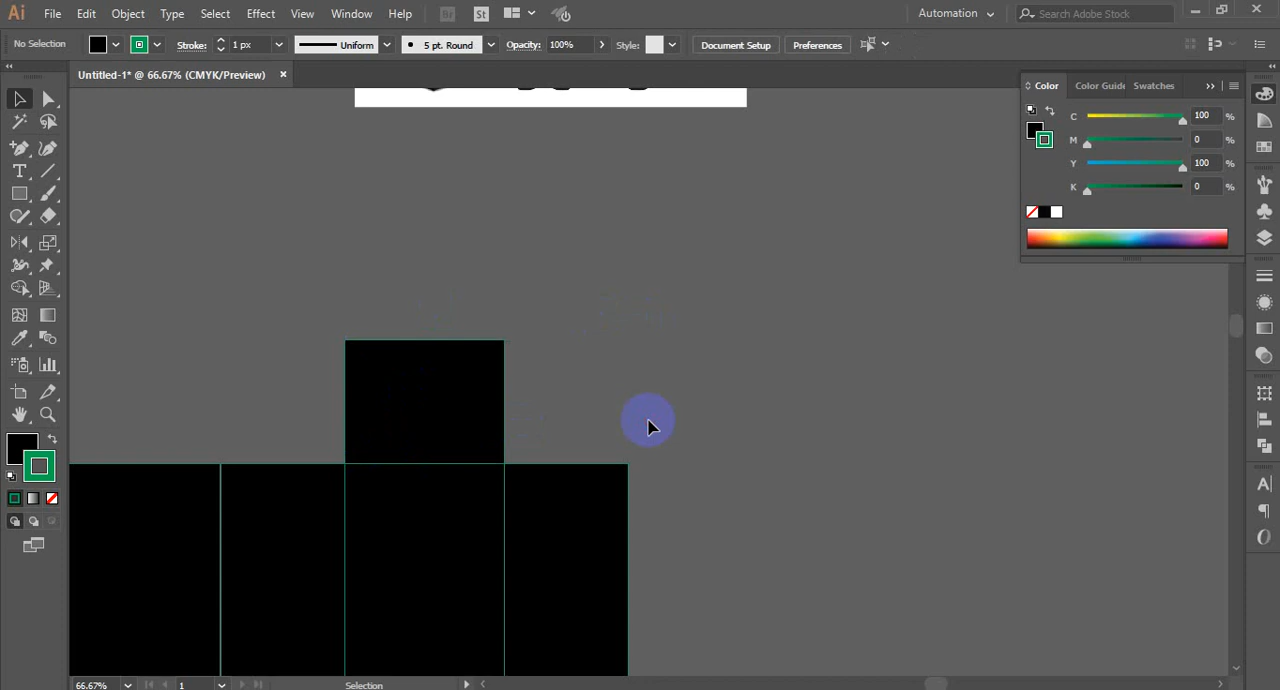 Ai File Edit Object Type Select Effect View Window Help Br St Automation Search Adobe Stock
No Selection Stroke: 1 px Uniform 5 pt. Round Opacity: 100% Style: Document Setup Preferences
Untitled-1* @ 66.67% (CMYK/Preview)
Color Color Guide Swatches
C 100 %
M 0 %
Y 100 %
K 0 %
66.67% 1 Selection